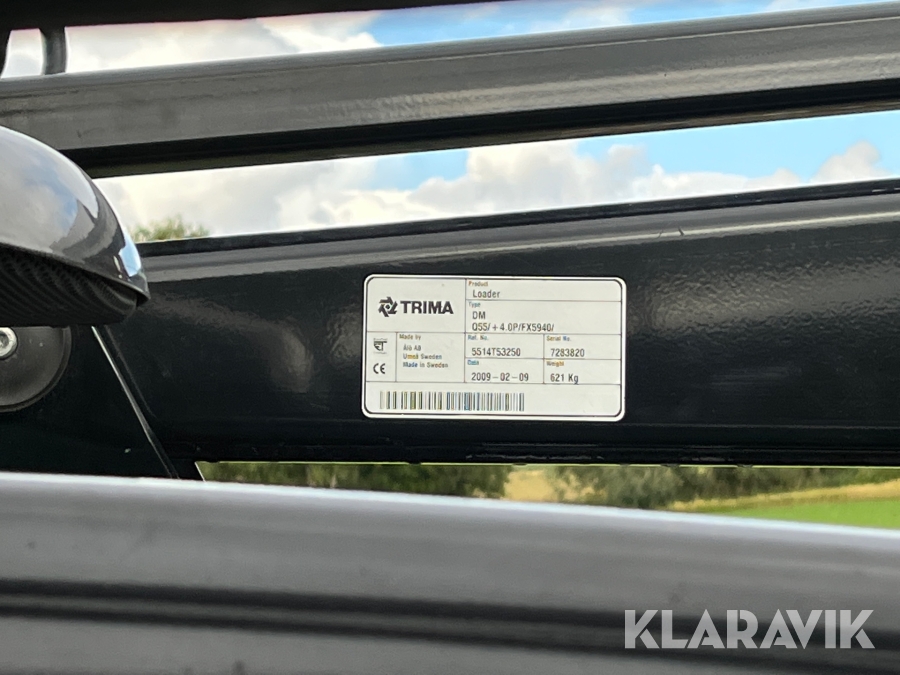 TRIMA
Product
Loader
Type
DM
Q55/+4.0P/FX5940/
Made by
Ålö AB
Umeå Sweden
Made in Sweden
Ref. No.
5514T53250
Serial No.
7283820
CE
Date
2009-02-09
Weight
621 Kg
KLARAVIK